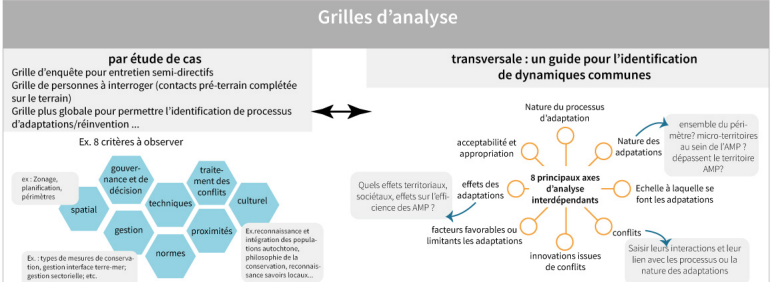 Grilles d'analyse
par étude de cas
Grille d'enquête pour entretien semi-directifs
Grille de personnes à interroger (contacts pré-terrain complétée
sur le terrain)
Grille plus globale pour permettre l'identification de processus
d'adaptations/réinvention ...
Ex. 8 critères à observer
ex : Zonage,
planification,
périmètres
spatial
gouver-
nance et de
décision
techniques
traite-
ment des
conflits
culturel
gestion
normes
proximités
Ex. : types de mesures de conserva-
tion, gestion interface terre-mer;
gestion sectorielle; etc.
Ex.reconnaissance et
intégration des popula-
tions autochtone,
philosophie de la
conservation, reconnais-
sance savoirs locaux...
transversale : un guide pour l'identification
de dynamiques communes
Nature du processus
d'adaptation
acceptabilité et
appropriation
Nature des
adpatations
ensemble du péri-
mètre? micro-territoires
au sein de l'AMP ?
dépassent le territoire
AMP?
Quels effets territoriaux,
sociétaux, effets sur l'effi-
cience des AMP ?
effets des
adaptations
8 principaux axes
d'analyse
interdépendants
Echelle à laquelle se
font les adpatations
facteurs favorables ou
limitants les adaptations
innovations issues
de conflits
conflits
Saisir leurs interactions et leur
lien avec les processus ou la
nature des adaptations